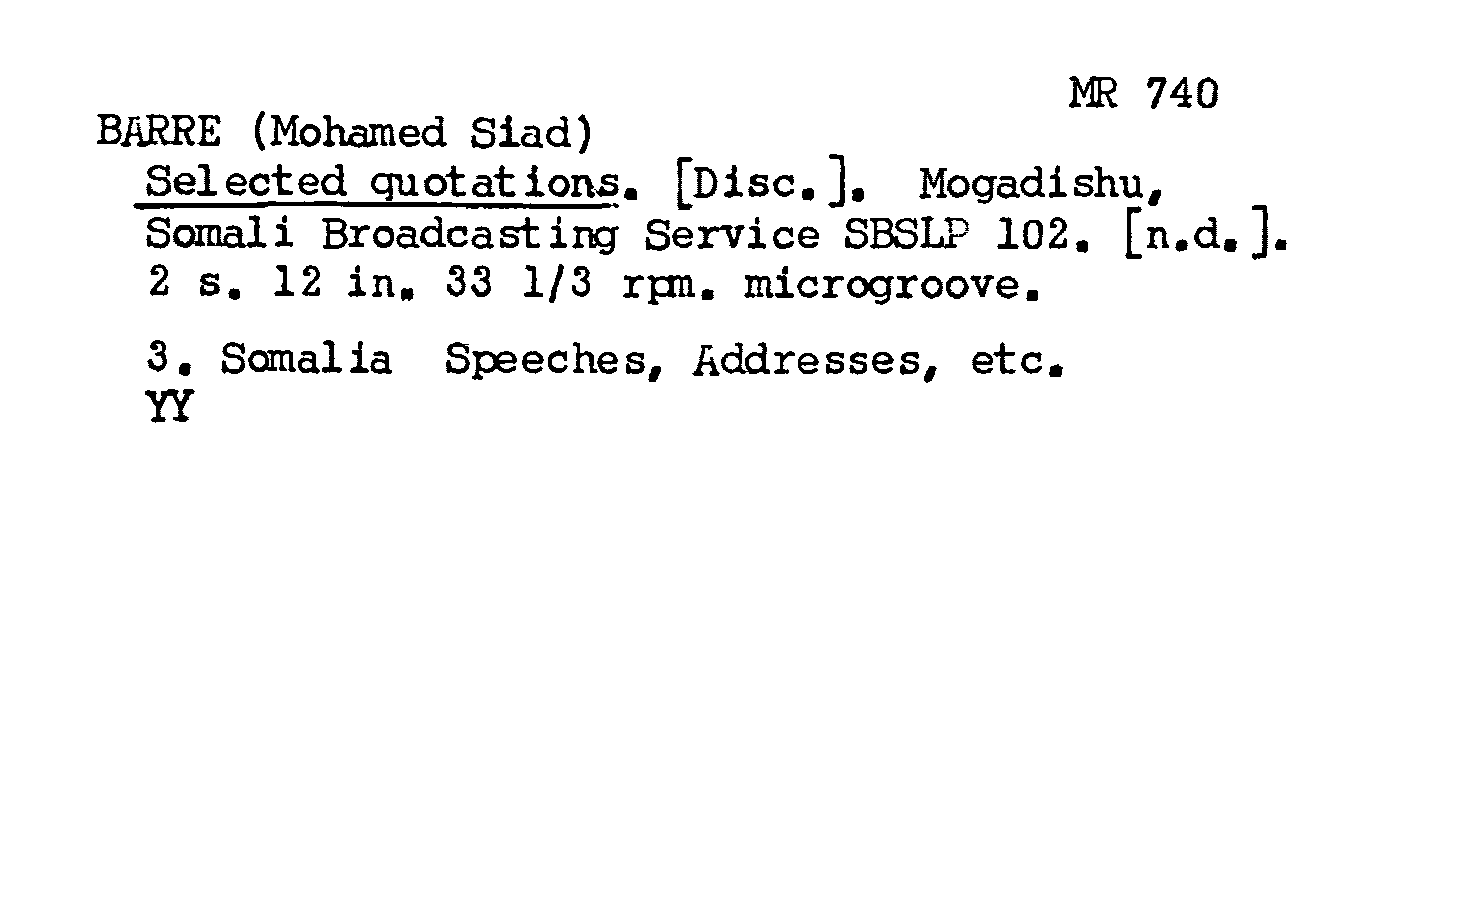 MR 740
BARRE (Mohamed Siad)
Selected quotations. [Disc.]. Mogadishu,
Somali Broadcasting Service SBSLP 102. [n.d.].
2 s. 12 in. 33 1/3 rpm. microgroove.
3. Somalia Speeches, Addresses, etc.
YY